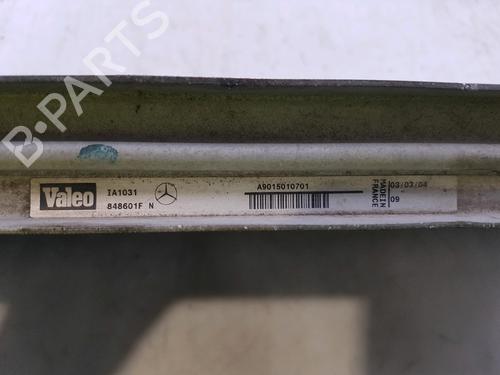 B-PARTS
Valeo
IA1031
848601F N
A9015010701
MADE IN
FRANCE
03/03/04
09